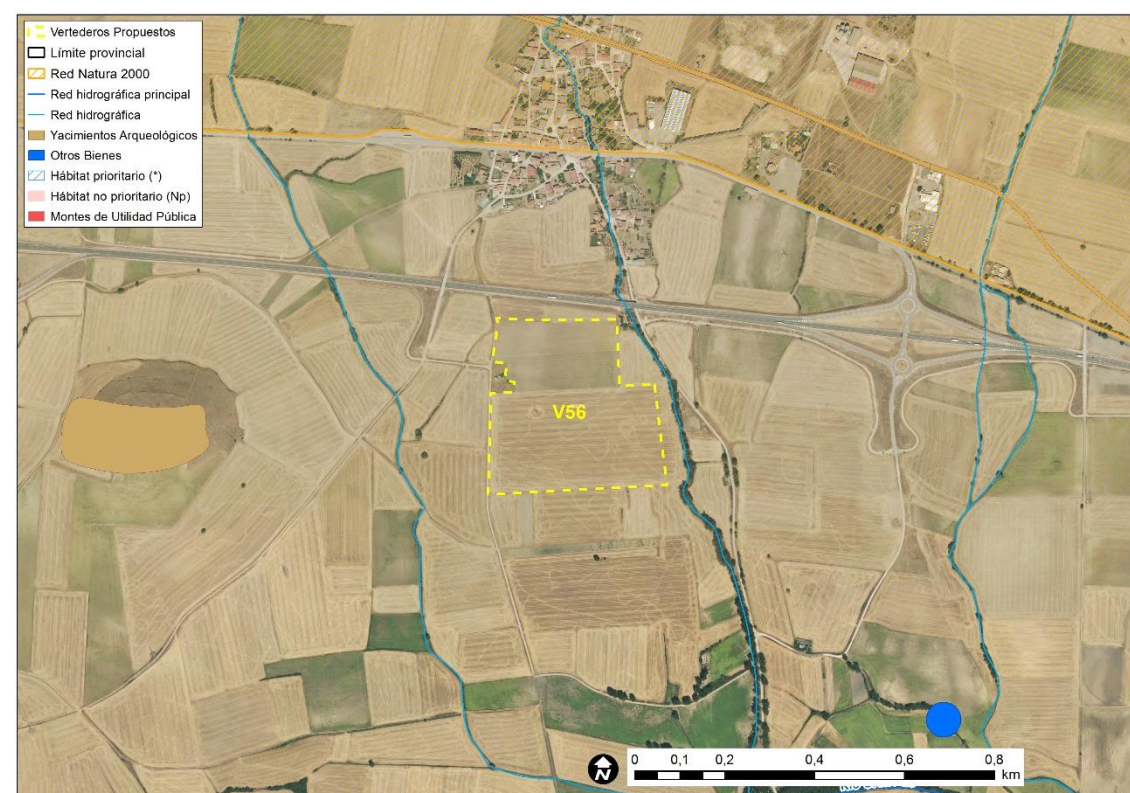 Vertederos Propuestos
Límite provincial
Red Natura 2000
Red hidrográfica principal
Red hidrográfica
Yacimientos Arqueológicos
Otros Bienes
Hábitat prioritario (*)
Hábitat no prioritario (Np)
Montes de Utilidad Pública
V56
N
0 0,1 0,2 0,4 0,6 0,8
km